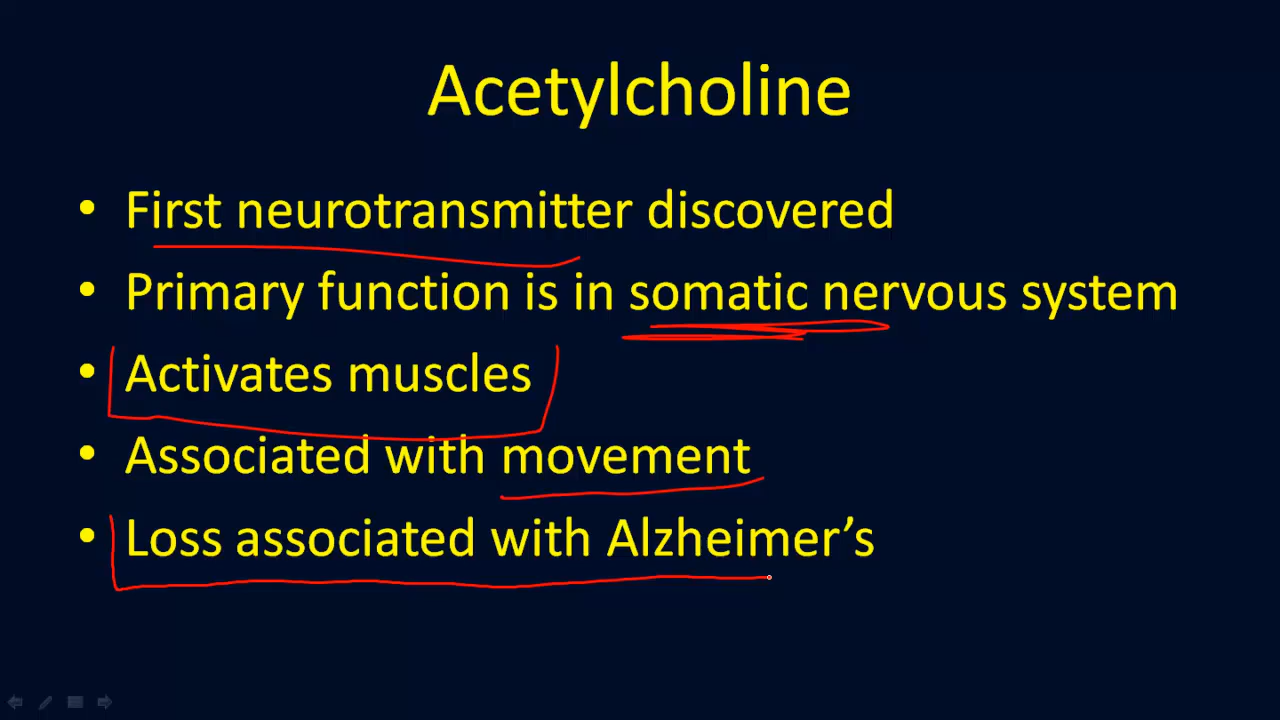 Acetylcholine
• First neurotransmitter discovered
• Primary function is in somatic nervous system
• Activates muscles
• Associated with movement
• Loss associated with Alzheimer’s